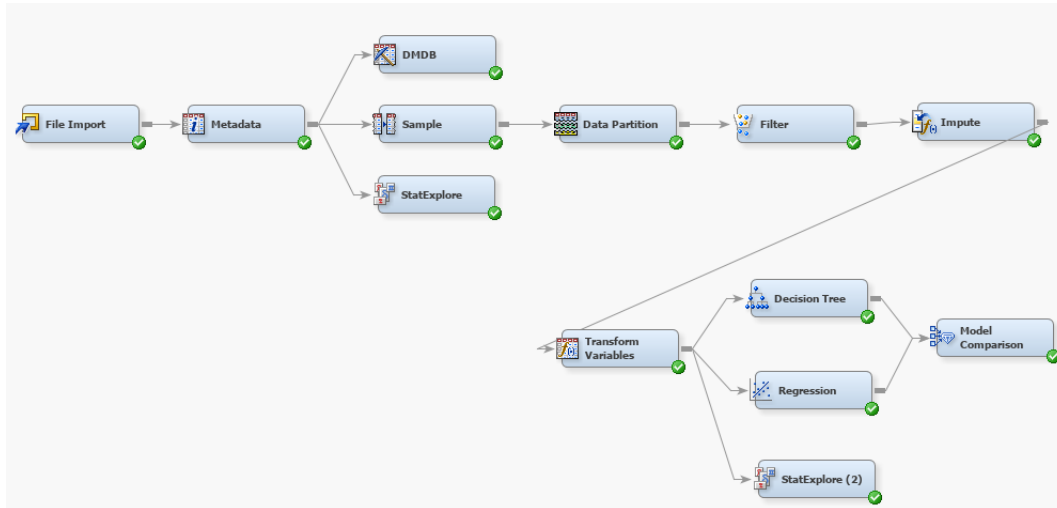 DMDB
File Import
Metadata
Sample
Data Partition
Filter
Impute
StatExplore
Decision Tree
Transform
Variables
Model
Comparison
Regression
StatExplore (2)